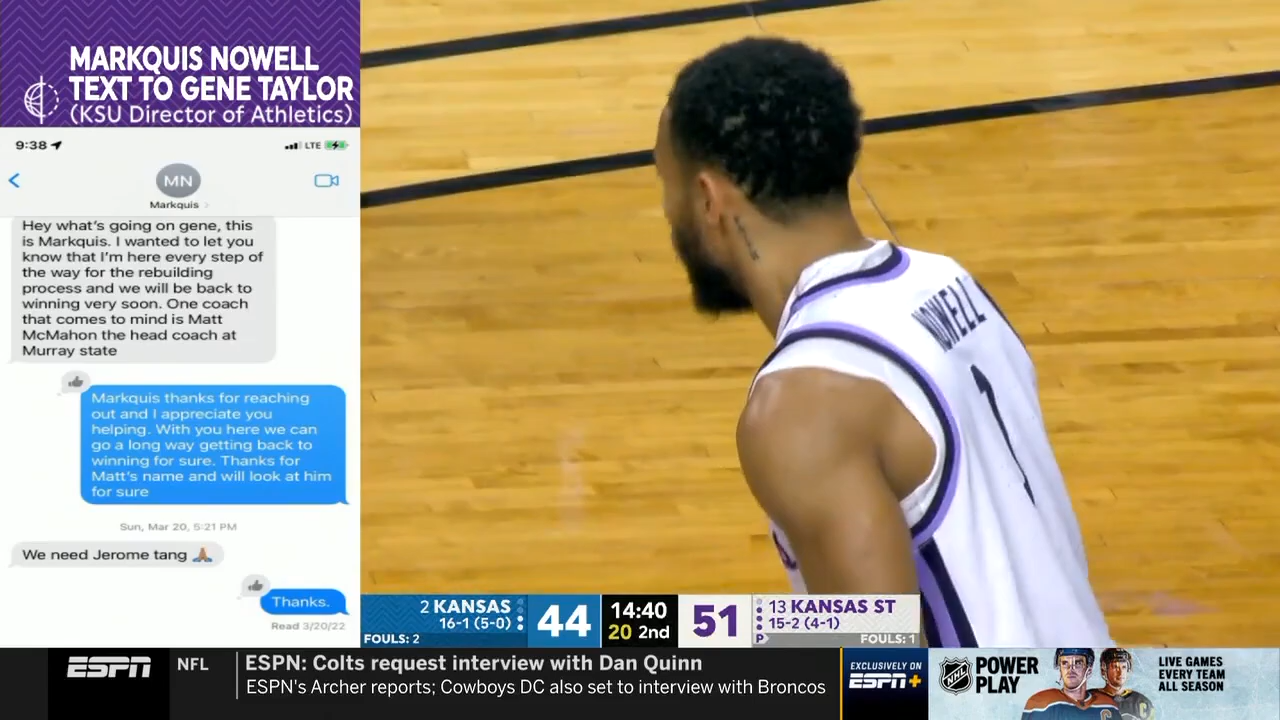 MARKQUIS NOWELL
TEXT TO GENE TAYLOR
(KSU Director of Athletics)
9:38
LTE
MN
Markquis
Hey what's going on gene, this
is Markquis. I wanted to let you
know that I'm here every step of
the way for the rebuilding
process and we will be back to
winning very soon. One coach
that comes to mind is Matt
McMahon the head coach at
Murray state
Markquis thanks for reaching
out and I appreciate you
helping. With you here we can
go a long way getting back to
winning for sure. Thanks for
Matt's name and will look at him
for sure
Sun, Mar 20, 5:21 PM
We need Jerome tang 🙏🏽
Thanks.
Read 3/20/22
NOWELL
1
2 KANSAS
16-1 (5-0)
FOULS: 2
44
14:40
20 2nd
51
13 KANSAS ST
15-2 (4-1)
P
FOULS: 1
ESPN
NFL
ESPN: Colts request interview with Dan Quinn
ESPN's Archer reports; Cowboys DC also set to interview with Broncos
EXCLUSIVELY ON
ESPN+
NHL
POWER
PLAY
LIVE GAMES
EVERY TEAM
ALL SEASON